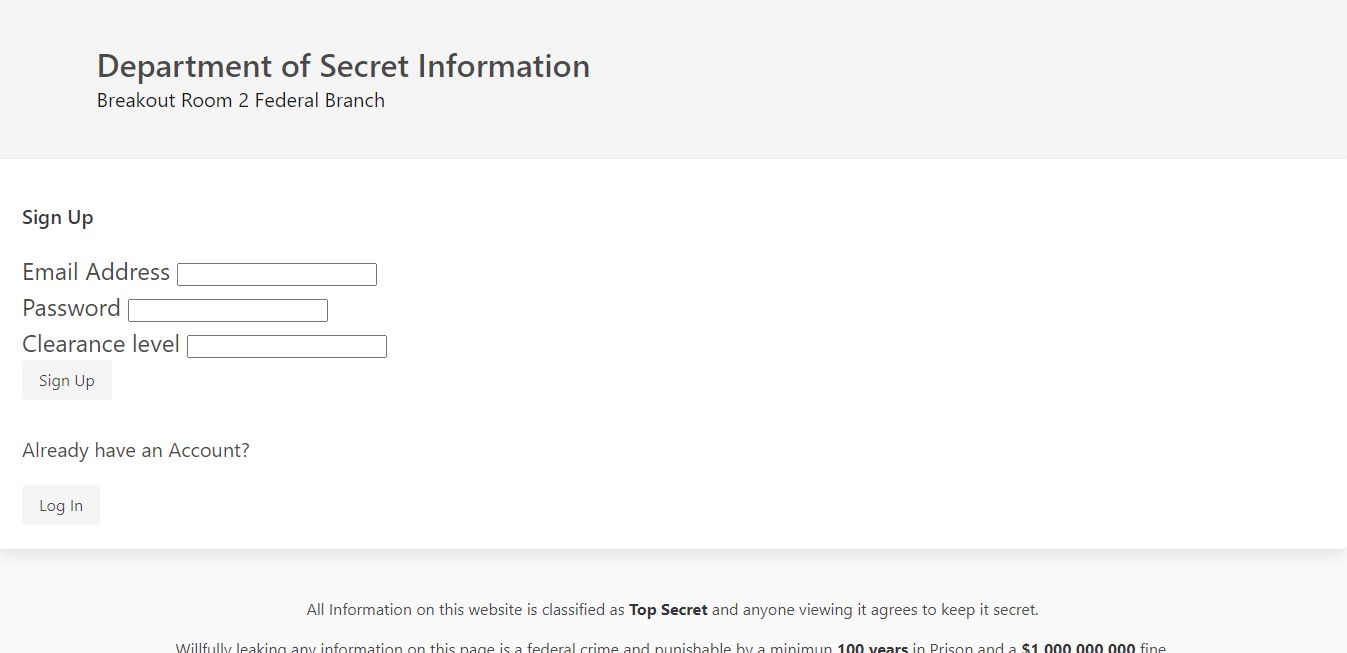 Department of Secret Information
Breakout Room 2 Federal Branch
Sign Up
Email Address
Password
Clearance level
Sign Up
Already have an Account?
Log In
All Information on this website is classified as Top Secret and anyone viewing it agrees to keep it secret.
Willfully leaking any information on this page is a federal crime and punishable by a minimun 100 years in Prison and a $1,000,000,000 fine